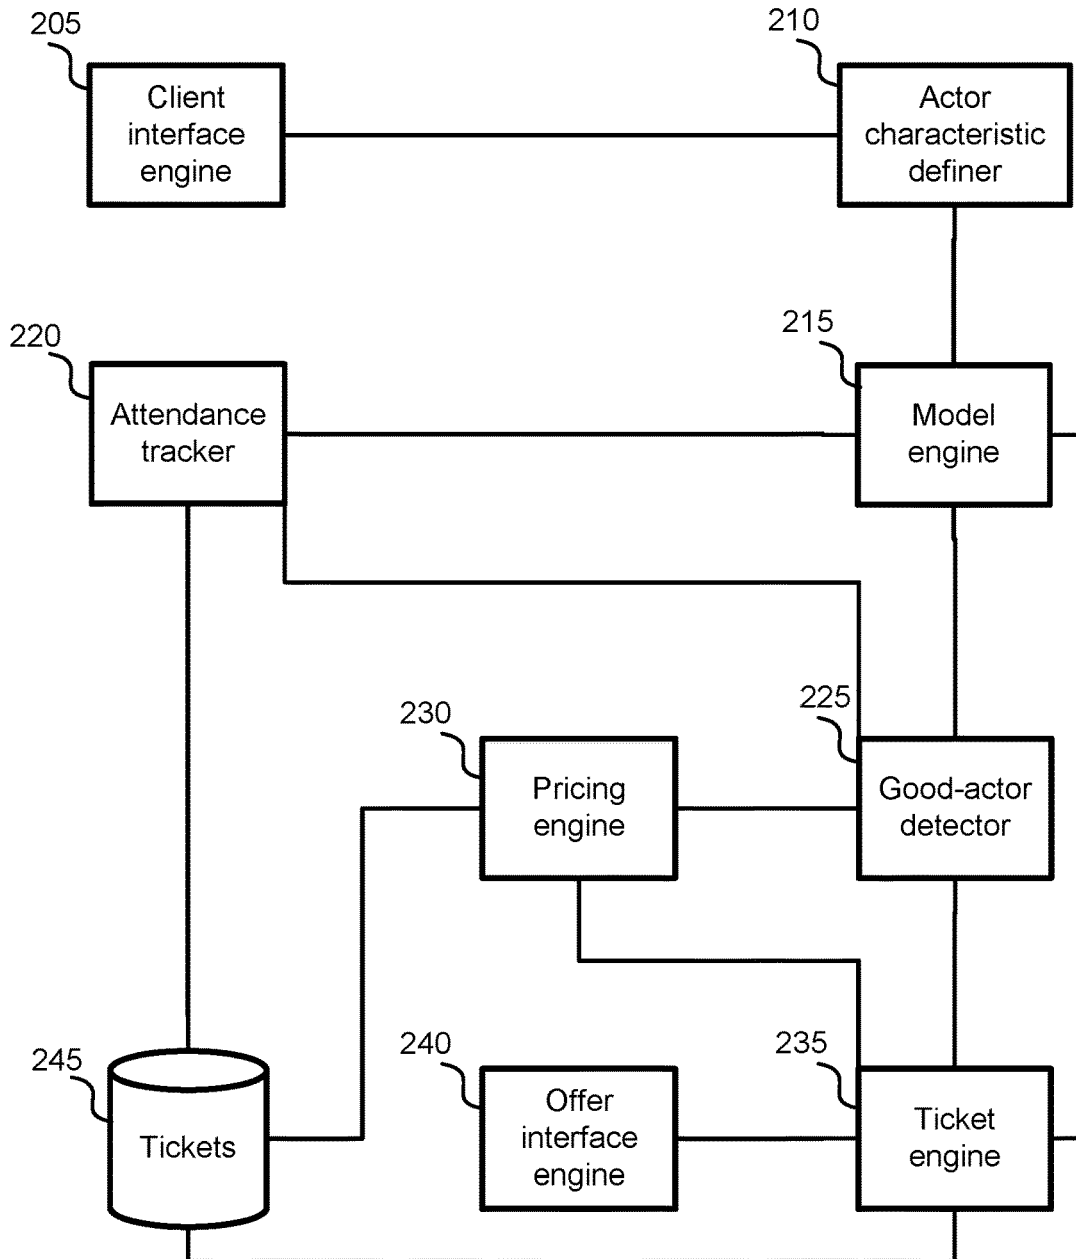 205
210
Client
interface
engine
Actor
characteristic
definer
220
215
Attendance
tracker
Model
engine
230
225
Pricing
engine
Good-actor
detector
245
240
235
Tickets
Offer
interface
engine
Ticket
engine